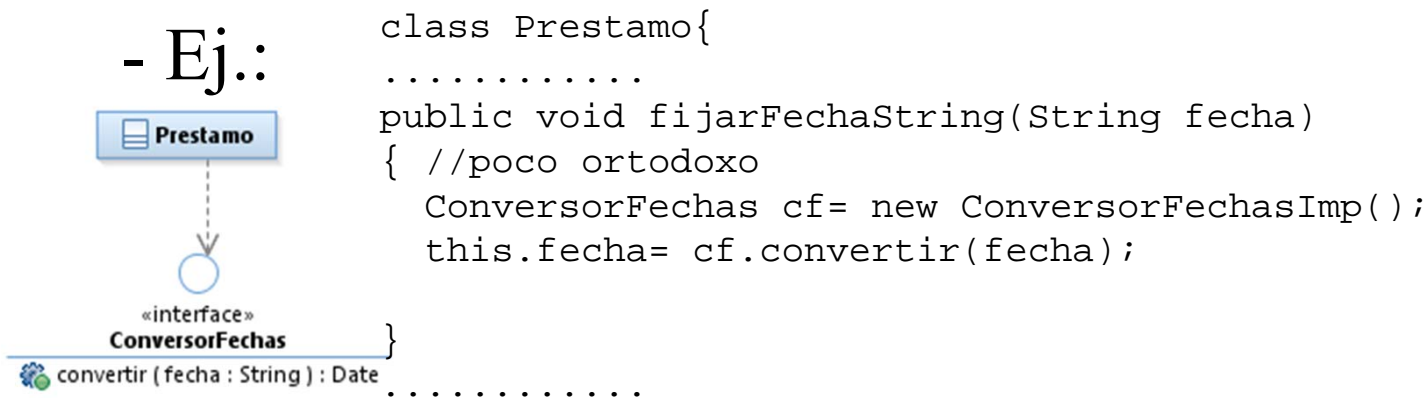 - Ej.:
Prestamo
«interface»
ConversorFechas
convertir ( fecha : String ) : Date
class Prestamo{
............
public void fijarFechaString(String fecha)
{ //poco ortodoxo
ConversorFechas cf= new ConversorFechasImp();
this.fecha= cf.convertir(fecha);
}
............